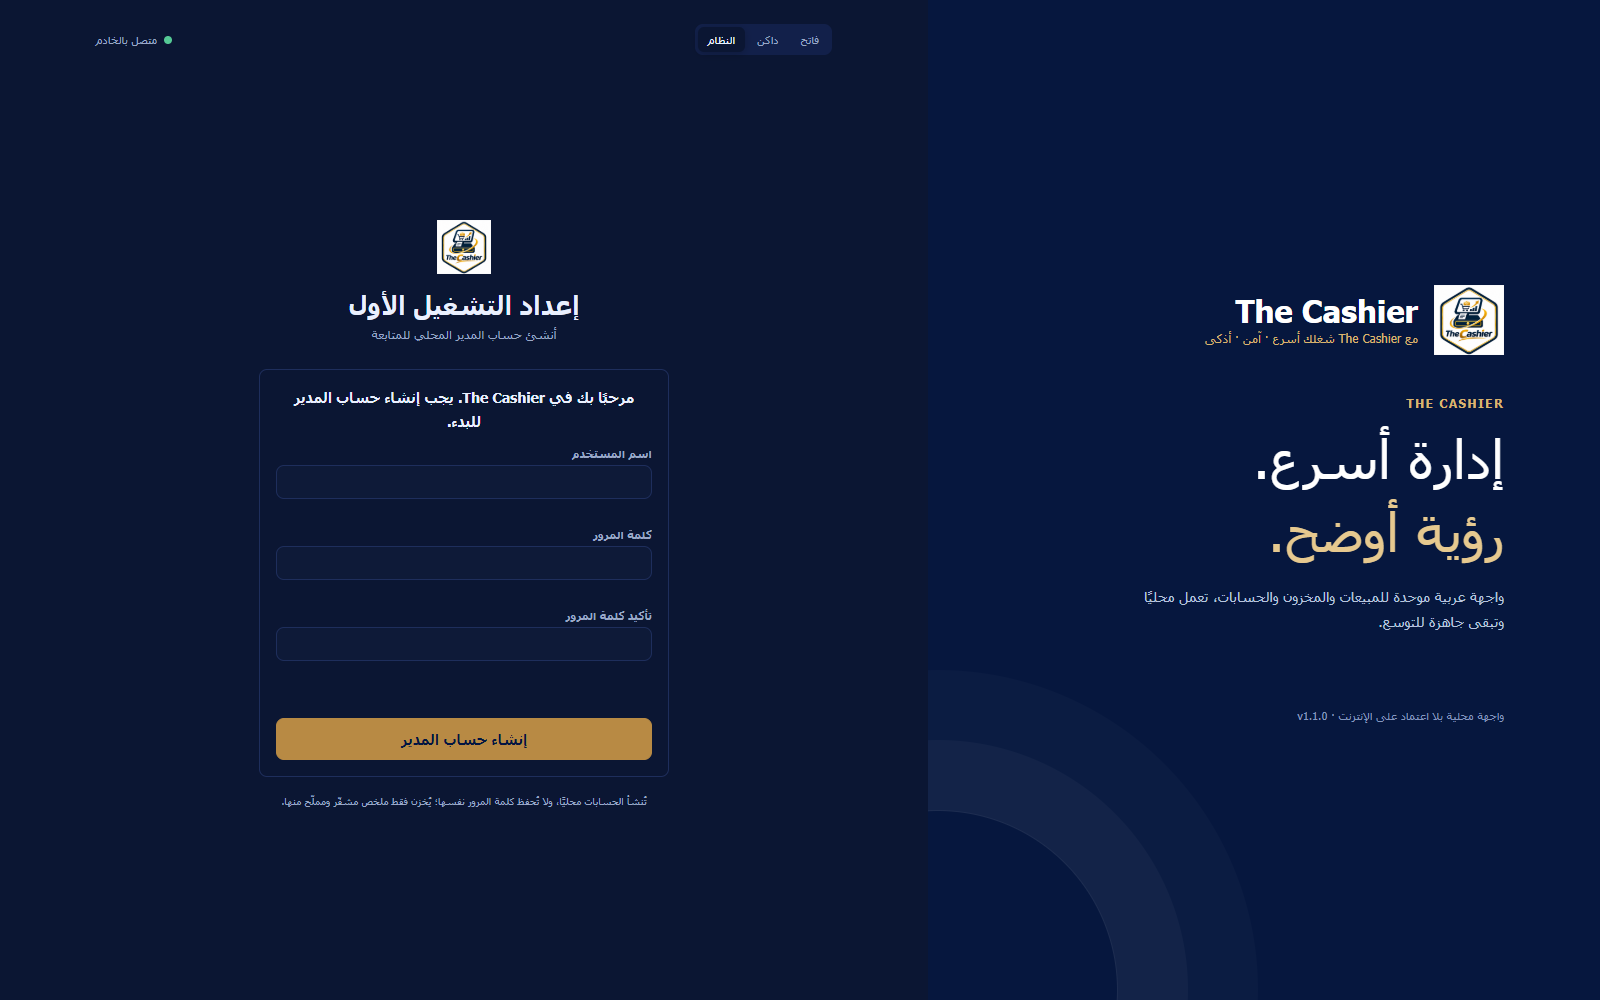 The Cashier
مع The Cashier شغلك أسرع · آمن · أذكى
THE CASHIER
إدارة أسرع.
رؤية أوضح.
واجهة عربية موحدة للمبيعات والمخزون والحسابات، تعمل محليًا
وتبقى جاهزة للتوسع.
واجهة محلية بلا اعتماد على الإنترنت · v1.1.0
فاتح
داكن
النظام
متصل بالخادم
The Cashier
إعداد التشغيل الأول
أنشئ حساب المدير المحلي للمتابعة
مرحبًا بك في The Cashier. يجب إنشاء حساب المدير
للبدء.
اسم المستخدم
كلمة المرور
تأكيد كلمة المرور
إنشاء حساب المدير
تُنشأ الحسابات محليًا، ولا تُحفظ كلمة المرور نفسها؛ يُخزن فقط ملخص مشفّر ومملّح منها.
The Cashier